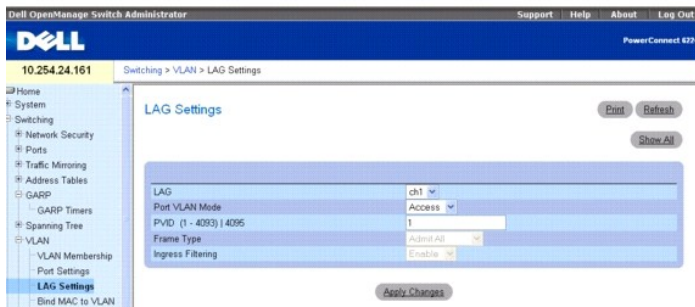 Dell OpenManage Switch Administrator
Support Help About Log Out
DELL
PowerConnect 622
10.254.24.161
Switching > VLAN > LAG Settings
Home
System
Switching
Network Security
Ports
Traffic Mirroring
Address Tables
GARP
GARP Timers
Spanning Tree
VLAN
VLAN Membership
Port Settings
LAG Settings
Bind MAC to VLAN
LAG Settings
Print Refresh
Show All
LAG ch1
Port VLAN Mode Access
PVID (1 - 4093) | 4095 1
Frame Type Admit All
Ingress Filtering Enable
Apply Changes